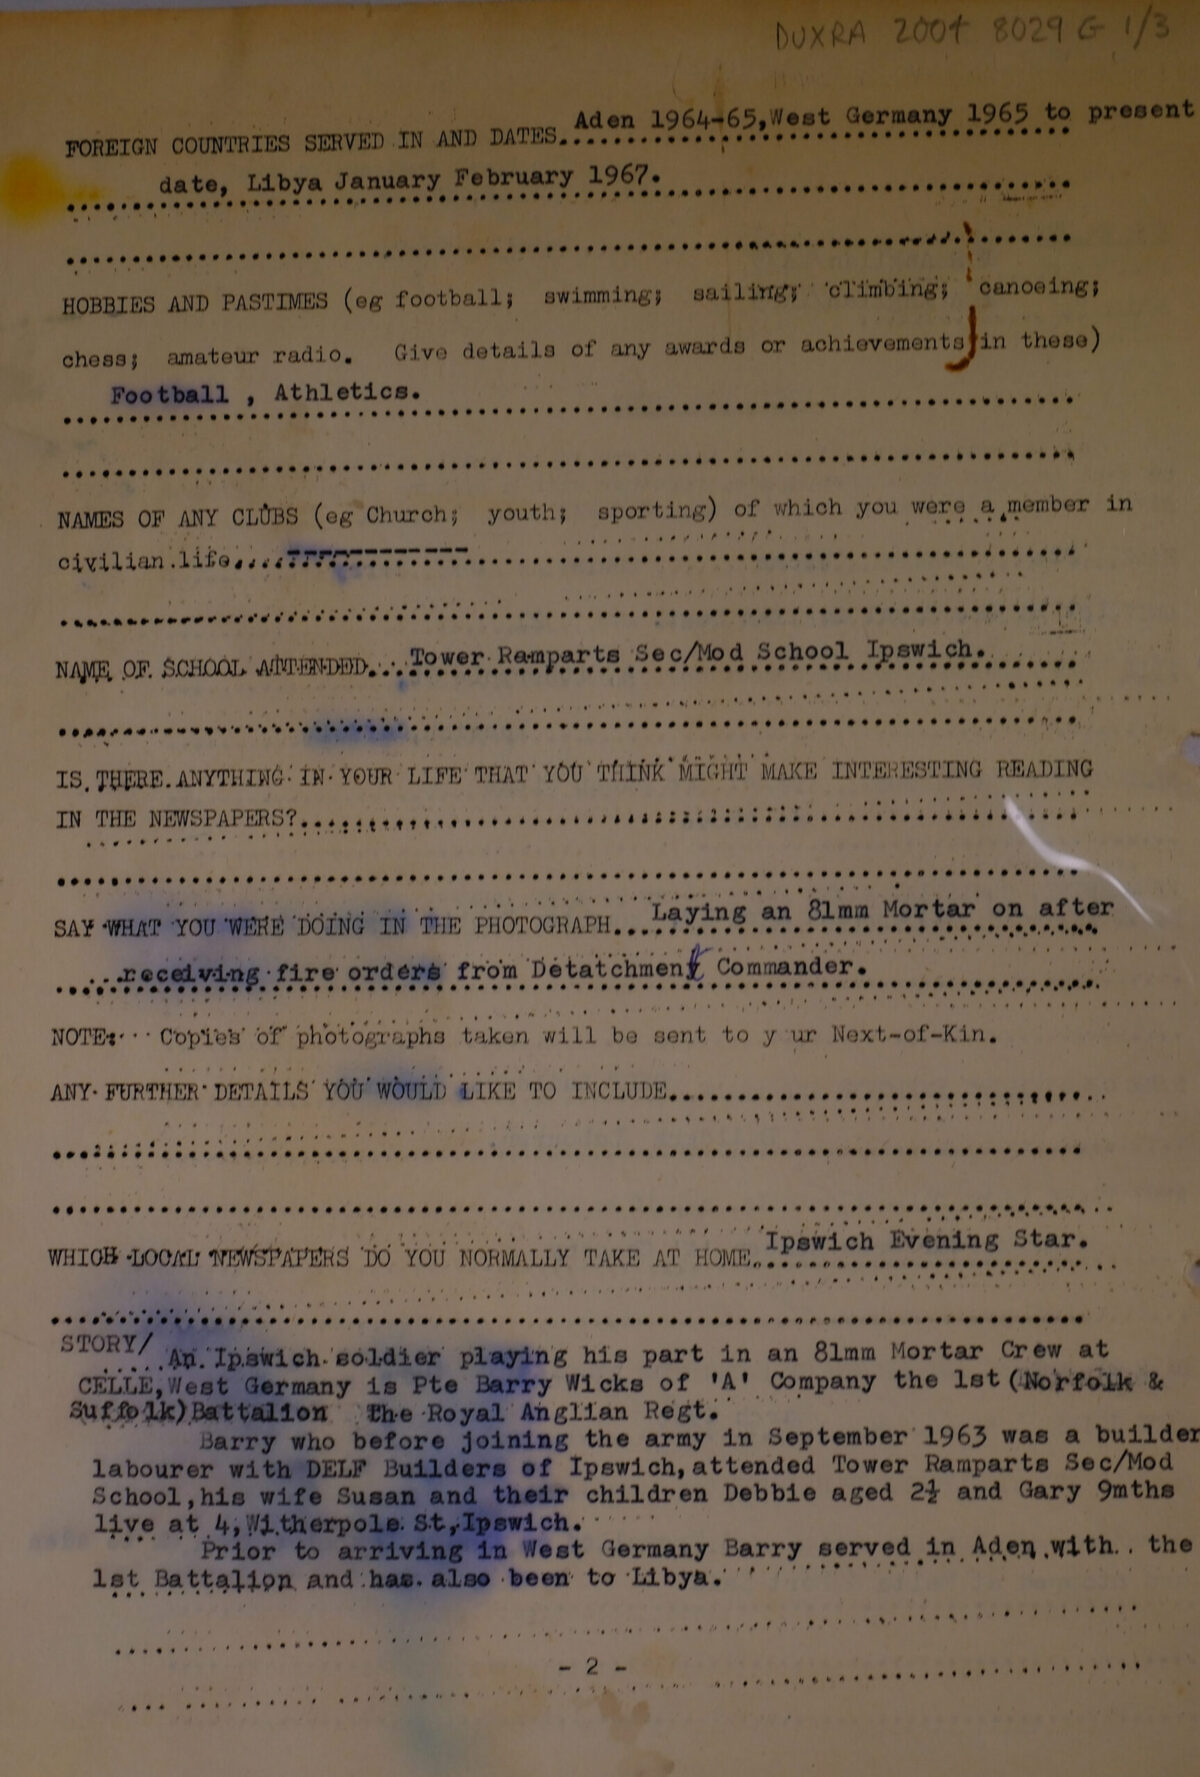 DUXRA 2004 8029 G 1/3
Aden 1964-65,West Germany 1965 to present
FOREIGN COUNTRIES SERVED IN AND DATES
date, Libya January February 1967.
HOBBIES AND PASTIMES (eg football; swimming; sailing; climbing; canoeing;
chess; amateur radio. Give details of any awards or achievements in these)
Football , Athletics.
NAMES OF ANY CLUBS (eg Church; youth; sporting) of which you were a member in
civilian life....--------------
NAME OF SCHOOL ATTENDED....Tower Ramparts Sec/Mod School Ipswich.
IS THERE ANYTHING IN YOUR LIFE THAT YOU THINK MIGHT MAKE INTERESTING READING
IN THE NEWSPAPERS?
SAY WHAT YOU WERE DOING IN THE PHOTOGRAPH...Laying an 81mm Mortar on after
receiving fire orders from Detatchment Commander.
NOTE: Copies of photographs taken will be sent to y ur Next-of-Kin.
ANY FURTHER DETAILS YOU WOULD LIKE TO INCLUDE
WHICH LOCAL NEWSPAPERS DO YOU NORMALLY TAKE AT HOME.Ipswich Evening Star.
STORY/
An Ipswich soldier playing his part in an 81mm Mortar Crew at
CELLE,West Germany is Pte Barry Wicks of 'A' Company the 1st (Norfolk &
Suffolk)Battalion The Royal Anglian Regt.
Barry who before joining the army in September 1963 was a builder
labourer with DELF Builders of Ipswich,attended Tower Ramparts Sec/Mod
School,his wife Susan and their children Debbie aged 2½ and Gary 9mths
live at 4,Witherpole St,Ipswich.
Prior to arriving in West Germany Barry served in Aden with the
1st Battalion and has also been to Libya.
- 2 -